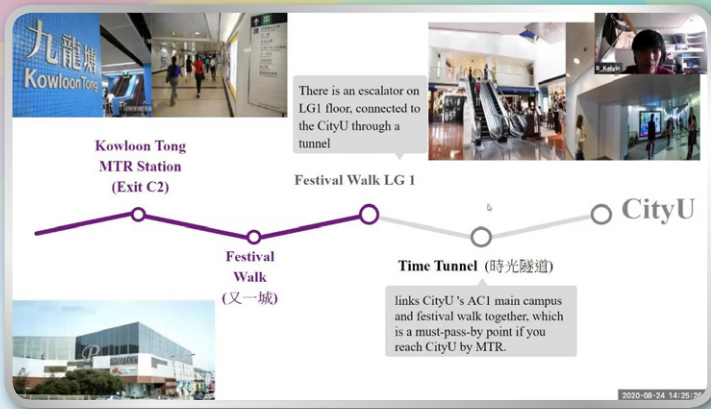 九龍塘
Kowloon Tong
There is an escalator on
LG1 floor, connected to
the CityU through a
tunnel
Kowloon Tong
MTR Station
(Exit C2)
Festival Walk LG 1
CityU
Festival
Walk
(又一城)
Time Tunnel (時光隧道)
links CityU 's AC1 main campus
and festival walk together, which
is a must-pass-by point if you
reach CityU by MTR.
2020-08-24 14:25:26